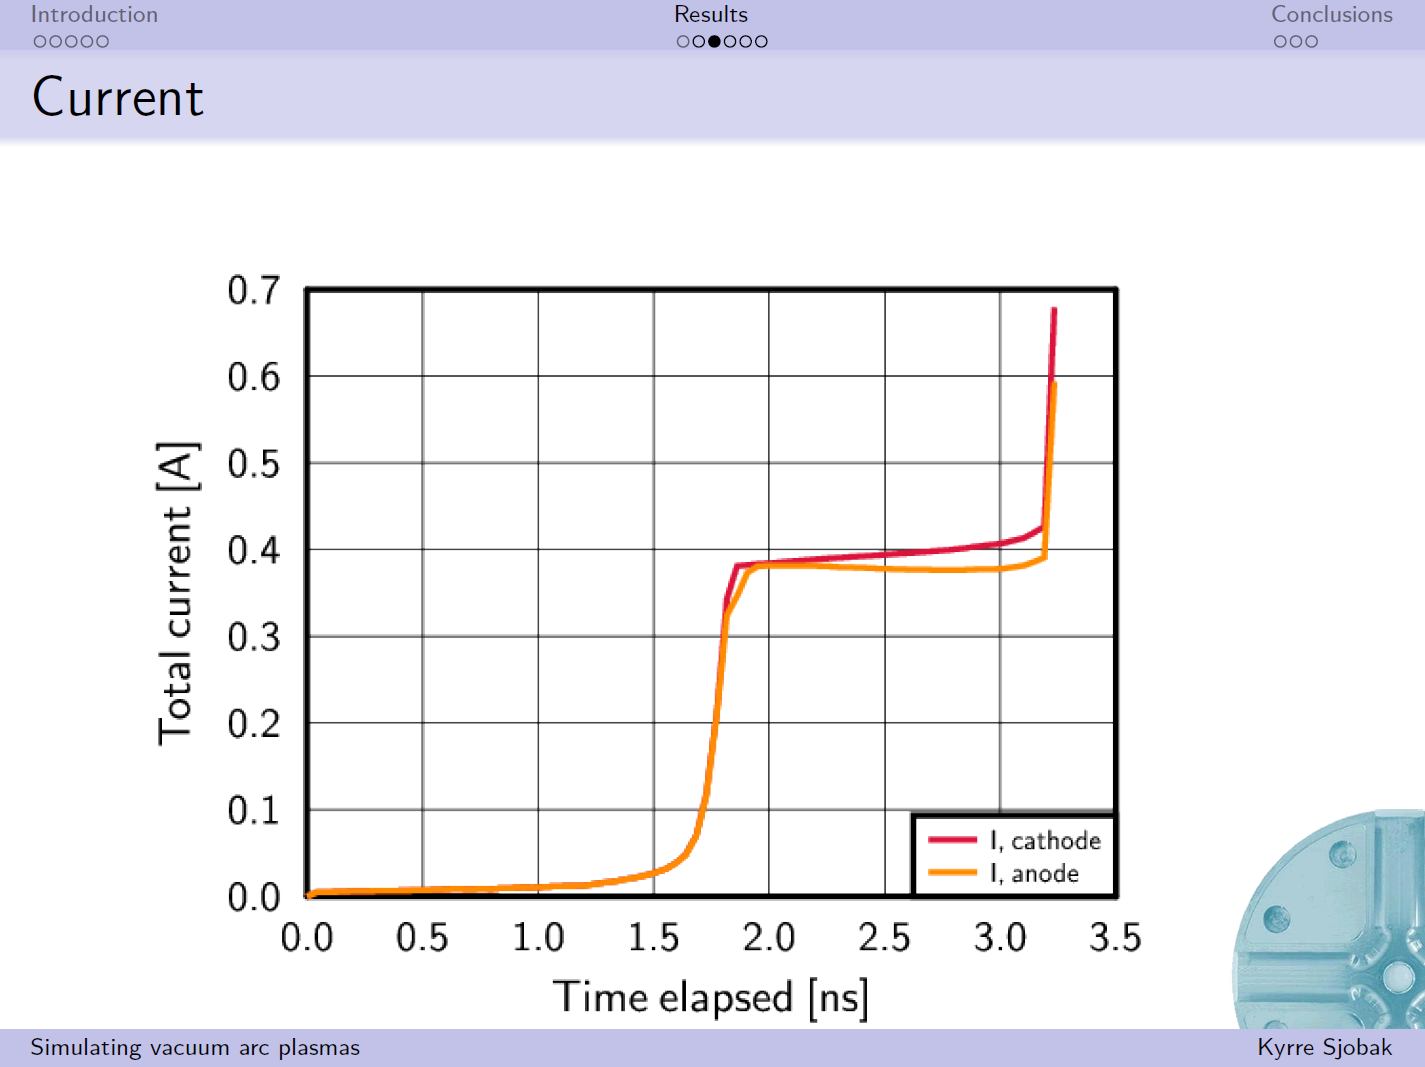 Introduction
Results
Conclusions
Current
0.7
0.6
0.5
0.4
0.3
0.2
0.1
0.0
Total current [A]
I, cathode
I, anode
0.0 0.5 1.0 1.5 2.0 2.5 3.0 3.5
Time elapsed [ns]
Simulating vacuum arc plasmas
Kyrre Sjobak